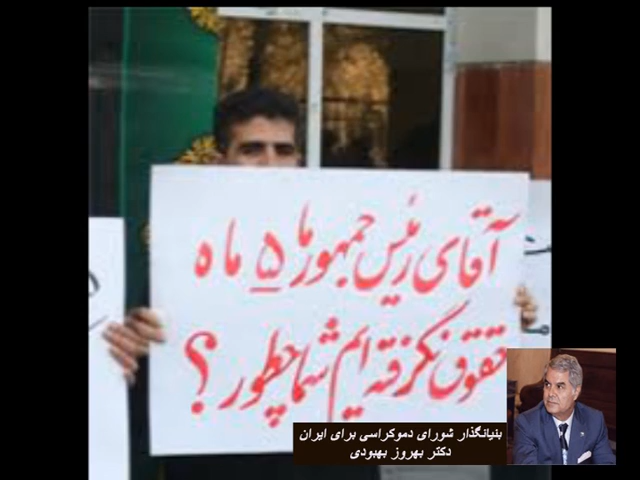 آقای رئیس جمهور ما ۵ ماه
حقوق نگرفته ایم شما چطور؟
بنیانگذار شورای دموکراسی برای ایران
دکتر بهروز بهبودی